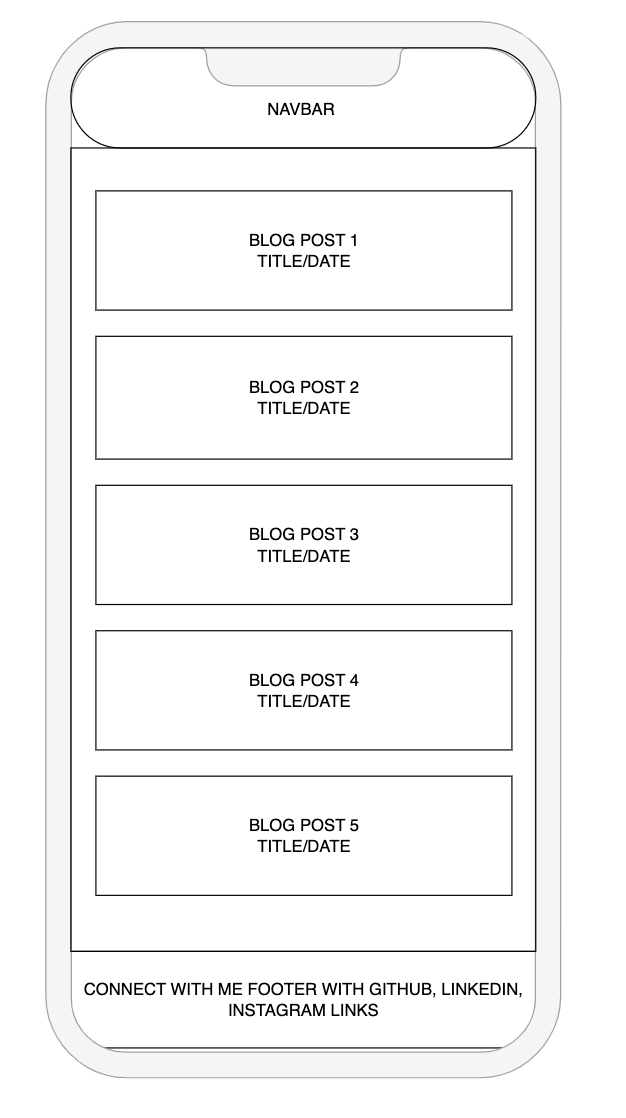 NAVBAR
BLOG POST 1
TITLE/DATE
BLOG POST 2
TITLE/DATE
BLOG POST 3
TITLE/DATE
BLOG POST 4
TITLE/DATE
BLOG POST 5
TITLE/DATE
CONNECT WITH ME FOOTER WITH GITHUB, LINKEDIN,
INSTAGRAM LINKS